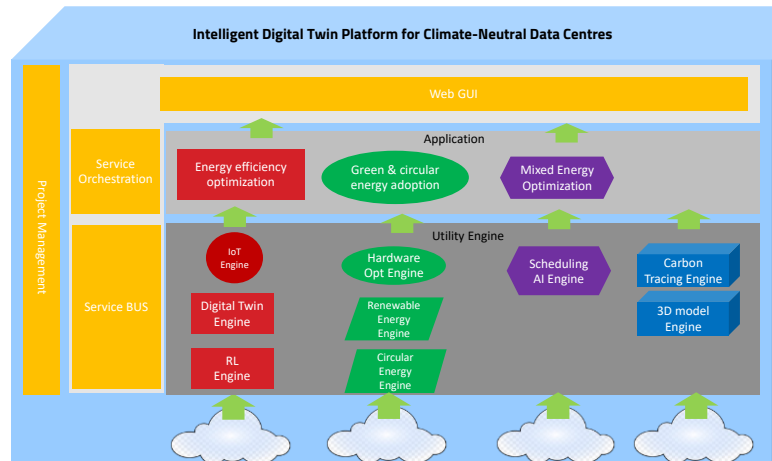 Intelligent Digital Twin Platform for Climate-Neutral Data Centres
Project Management
Web GUI
Service
Orchestration
Application
Energy efficiency
optimization
Green & circular
energy adoption
Mixed Energy
Optimization
Service BUS
Utility Engine
IoT
Engine
Hardware
Opt Engine
Scheduling
AI Engine
Carbon
Tracing Engine
Digital Twin
Engine
Renewable
Energy
Engine
3D model
Engine
RL
Engine
Circular
Energy
Engine